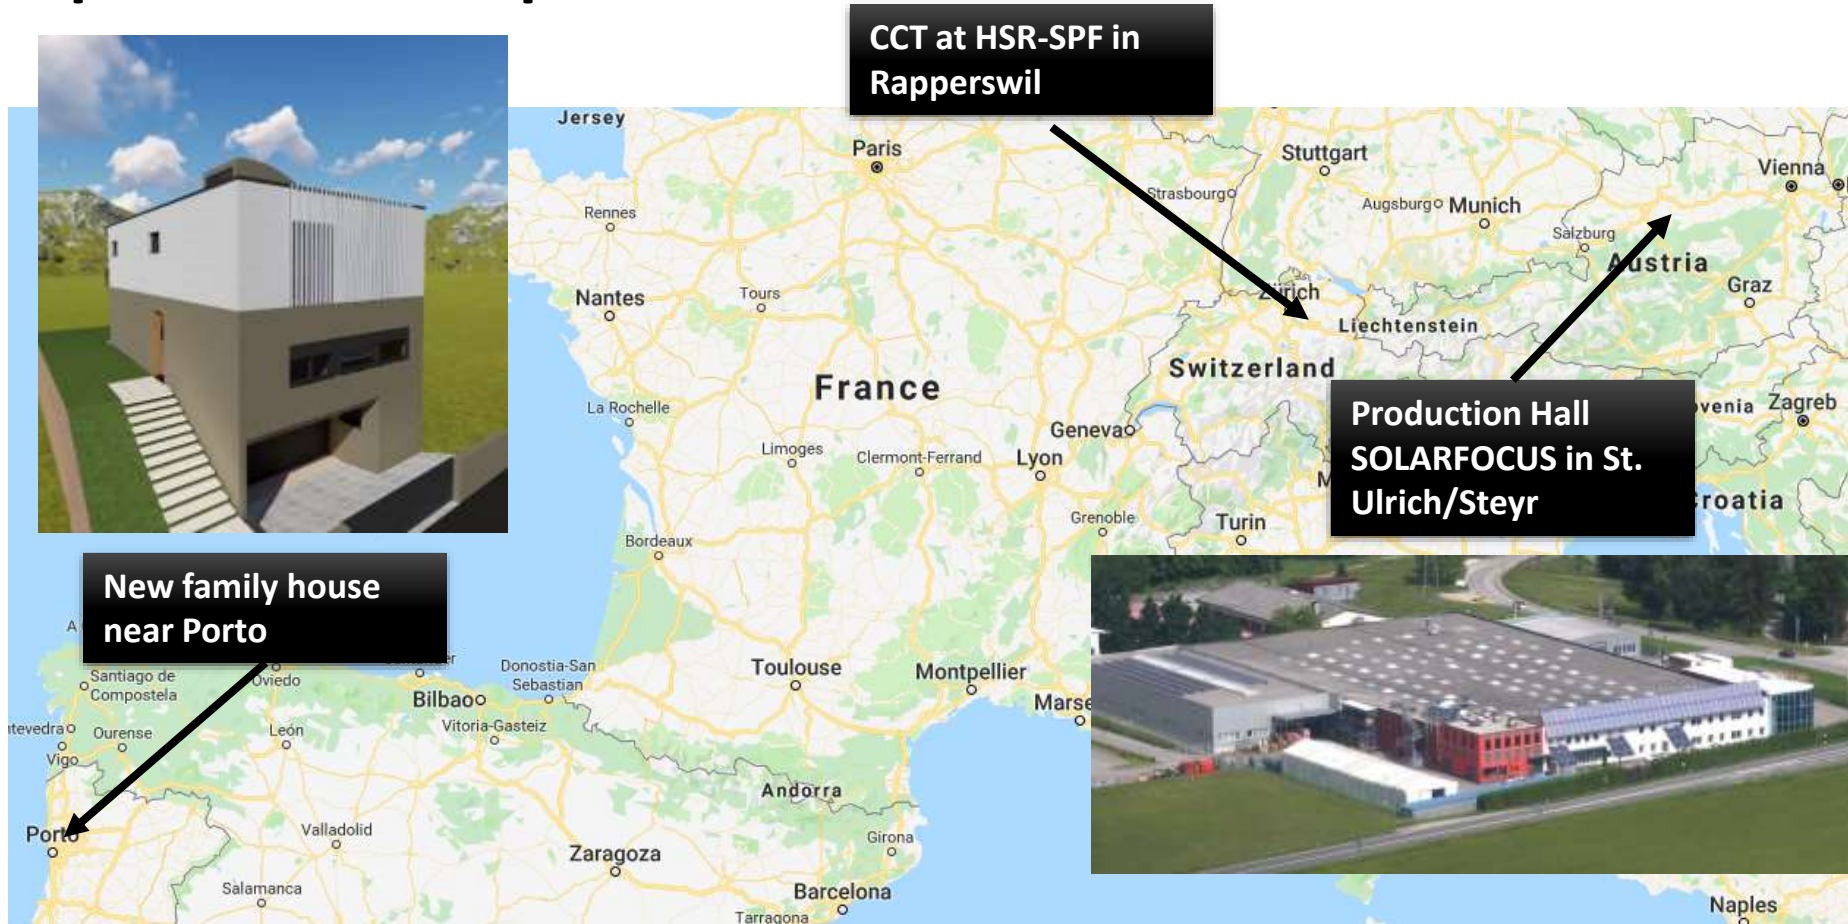 CCT at HSR-SPF in
Rapperswil
Jersey
Paris
Stuttgart
Vienna
Strasbourg
Augsburg
Munich
Rennes
Salzburg
Austria
Nantes
Tours
Zürich
Graz
Liechtenstein
Switzerland
France
La Rochelle
Geneva
Production Hall
SOLARFOCUS in St.
Ulrich/Steyr
Zagreb
Limoges
Clermont-Ferrand
Lyon
Grenoble
Turin
Bordeaux
New family house
near Porto
Santiago de
Compostela
Oviedo
Donostia-San
Sebastian
Toulouse
Montpellier
Bilbao
Vitoria-Gasteiz
Ourense
León
Vigo
Andorra
Porto
Valladolid
Girona
Zaragoza
Salamanca
Barcelona
Tarragona
Naples